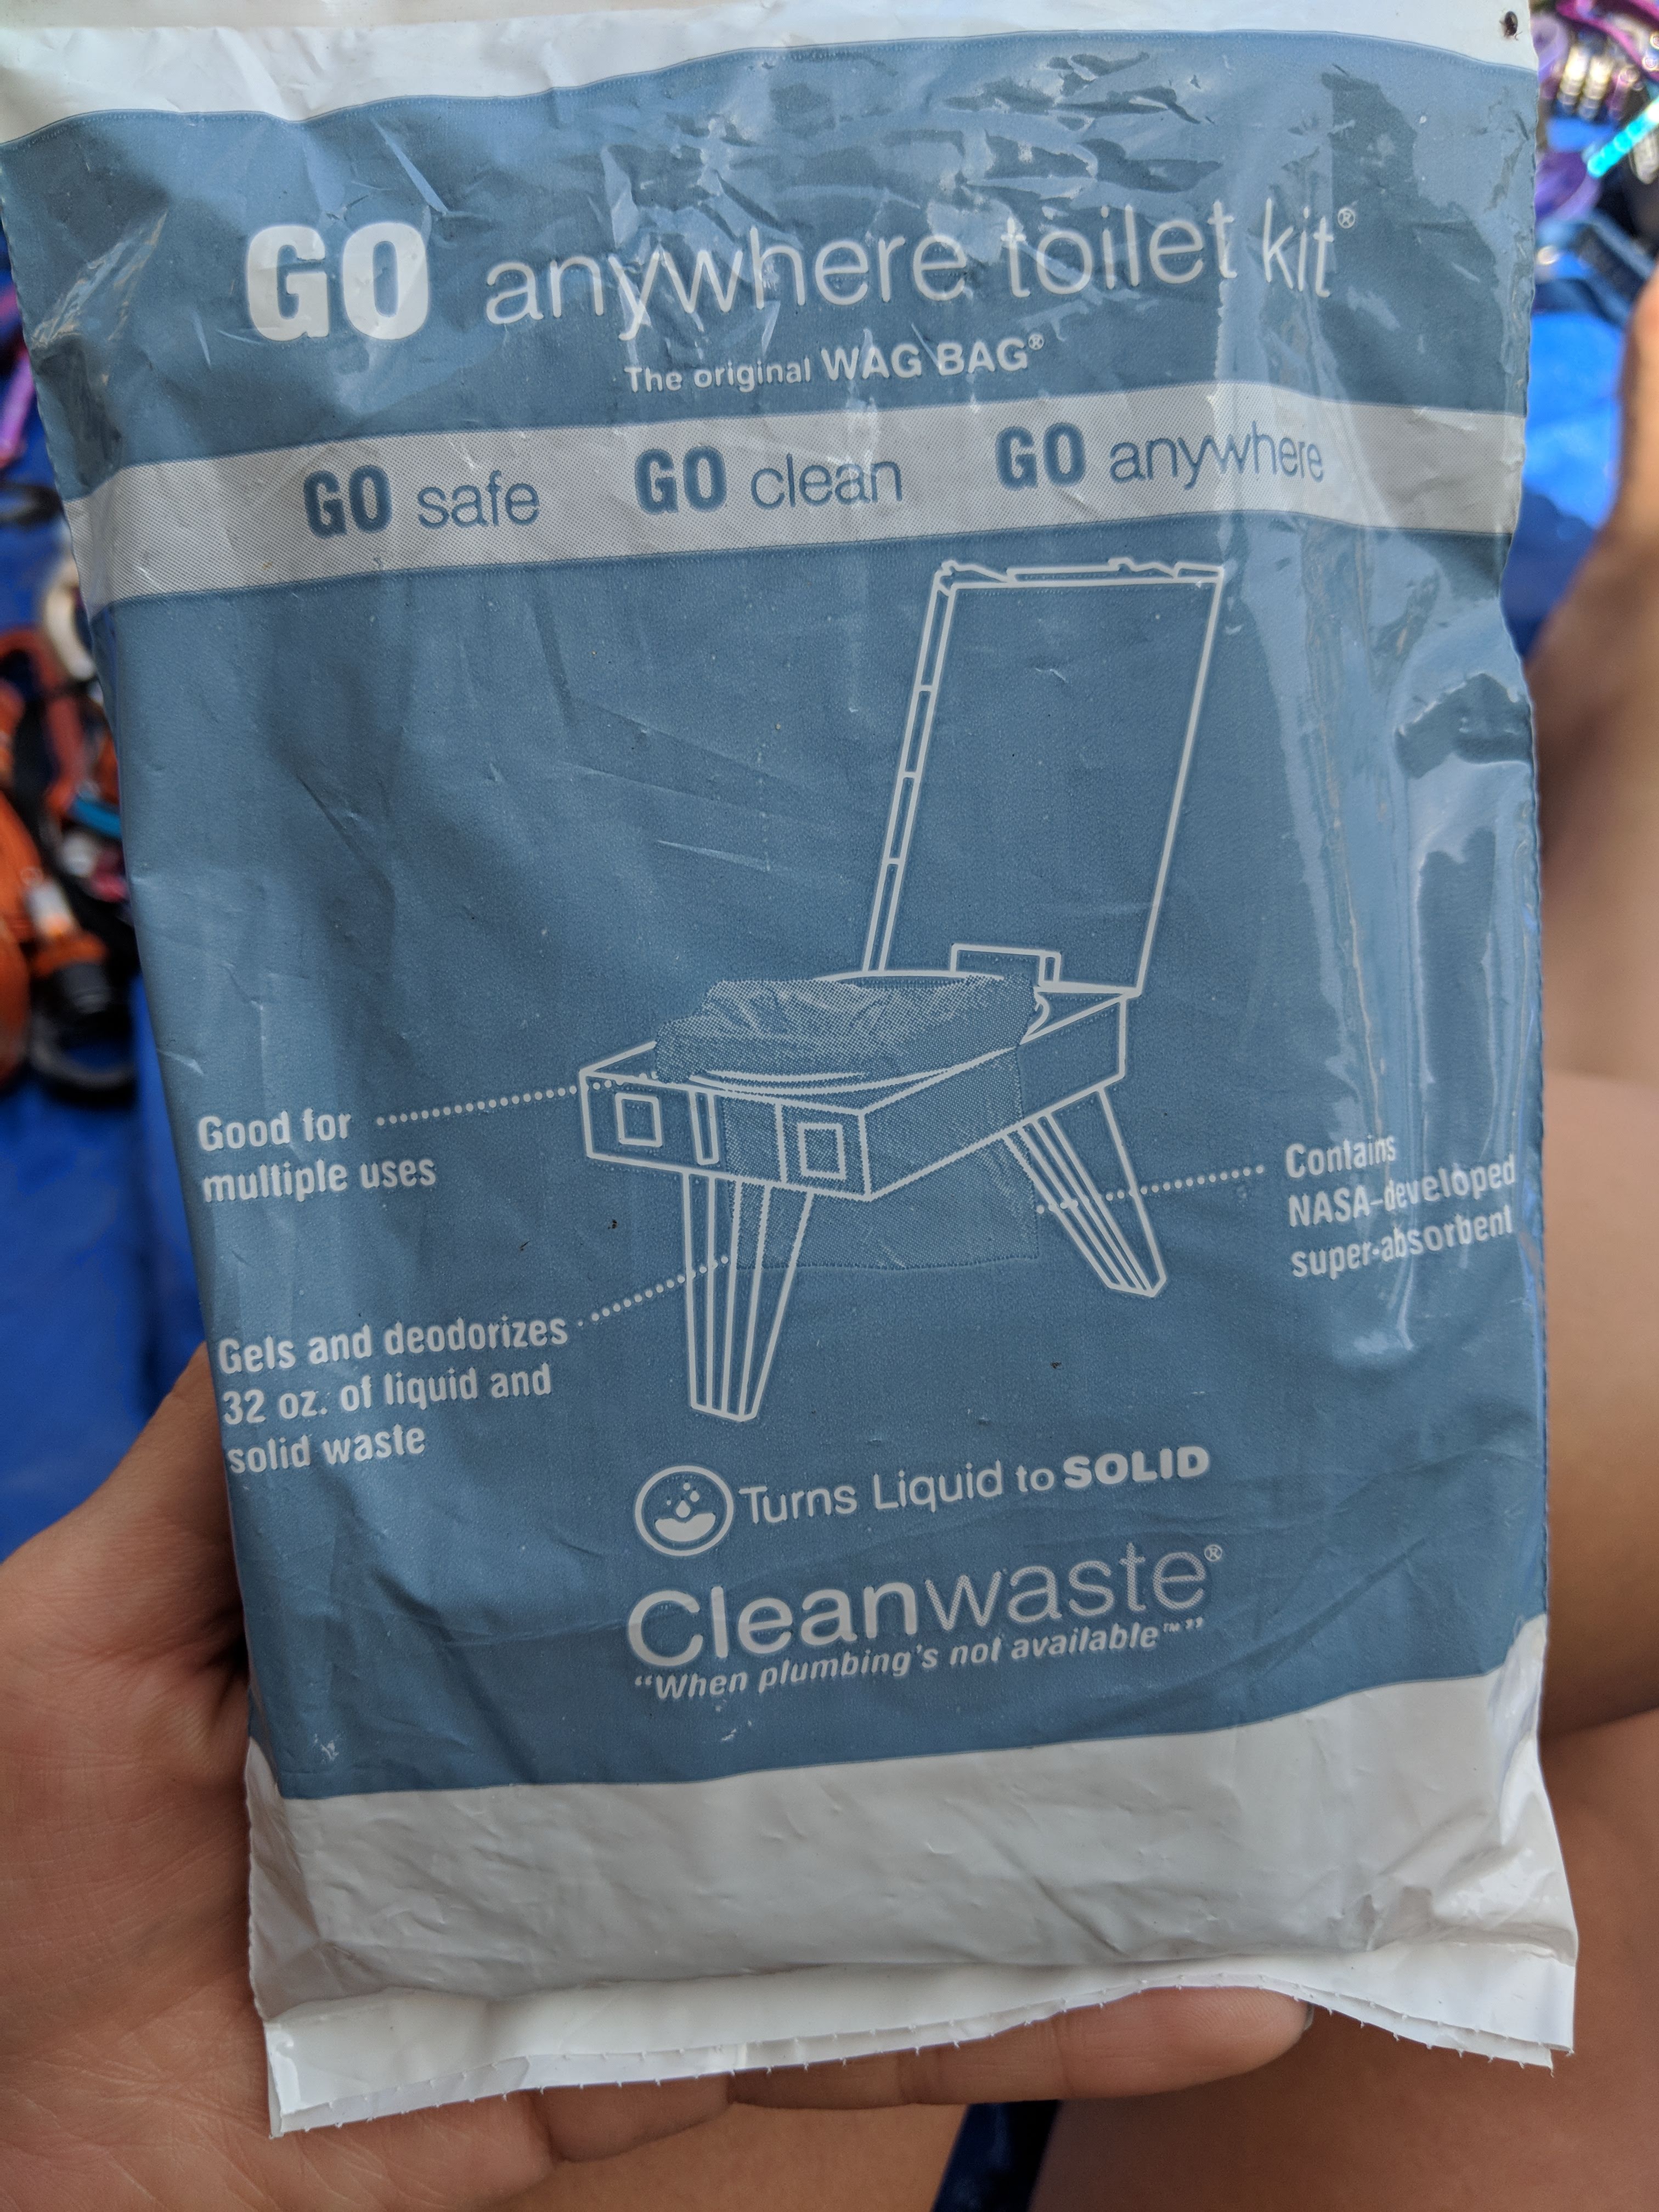 GO anywhere toilet kit®
The original WAG BAG®
GO safe GO clean GO anywhere
Good for
multiple uses
Contains
NASA-developed
super-absorbent
Gels and deodorizes
32 oz. of liquid and
solid waste
Turns Liquid to SOLID
Cleanwaste®
“When plumbing's not available™”